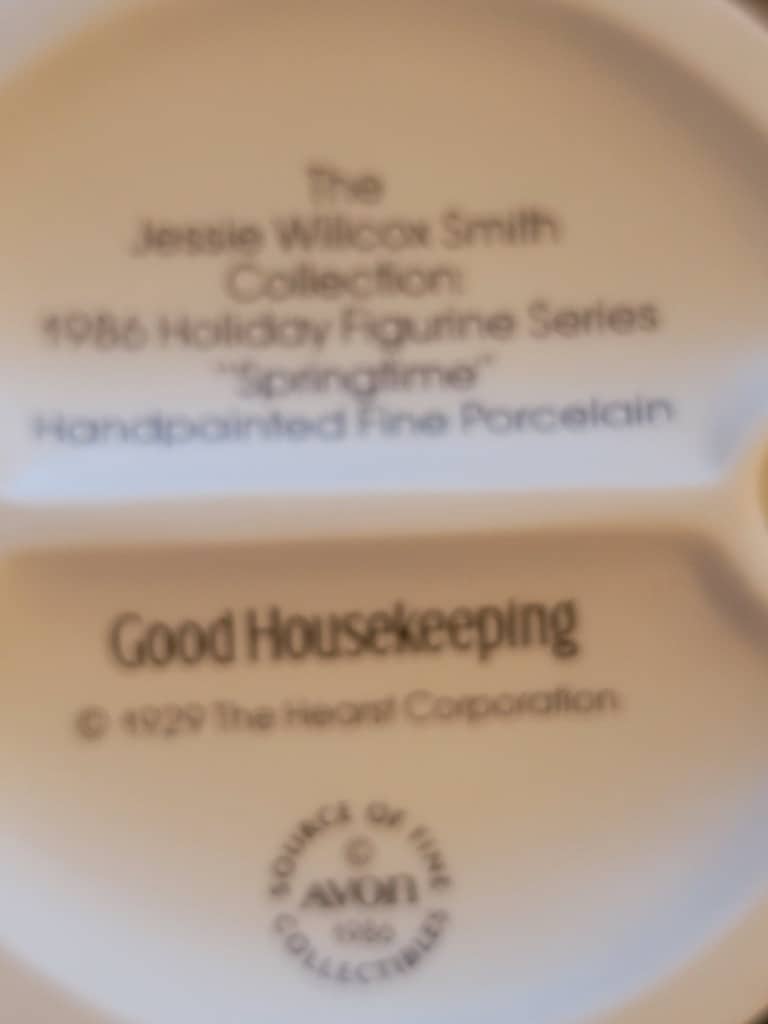 The
Jessie Willcox Smith
Collection:
1986 Holiday Figurine Series
"Springtime"
Handpainted Fine Porcelain
Good Housekeeping
© 1929 The Hearst Corporation
SOURCE OF FINE
©
AVON
1986
COLLECTIBLES